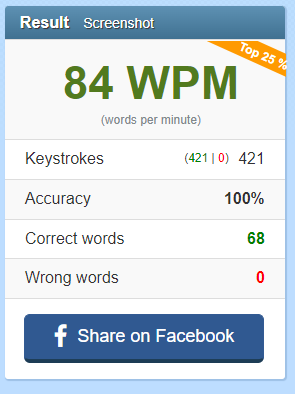 Result Screenshot
Top 25 %
84 WPM
(words per minute)
Keystrokes (421 | 0) 421
Accuracy 100%
Correct words 68
Wrong words 0
Share on Facebook